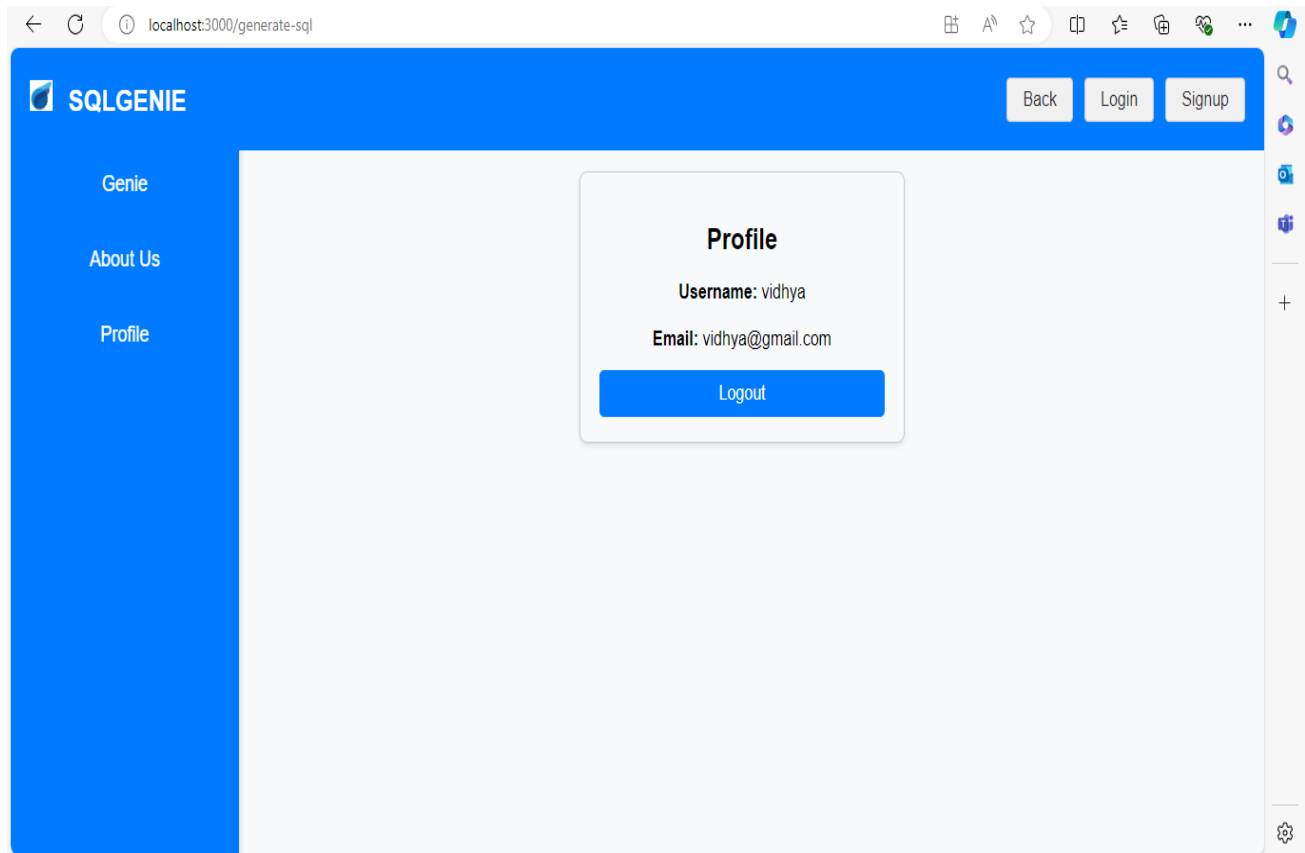 localhost:3000/generate-sql
SQLGENIE
Back Login Signup
Genie
About Us
Profile
Profile
Username: vidhya
Email: vidhya@gmail.com
Logout